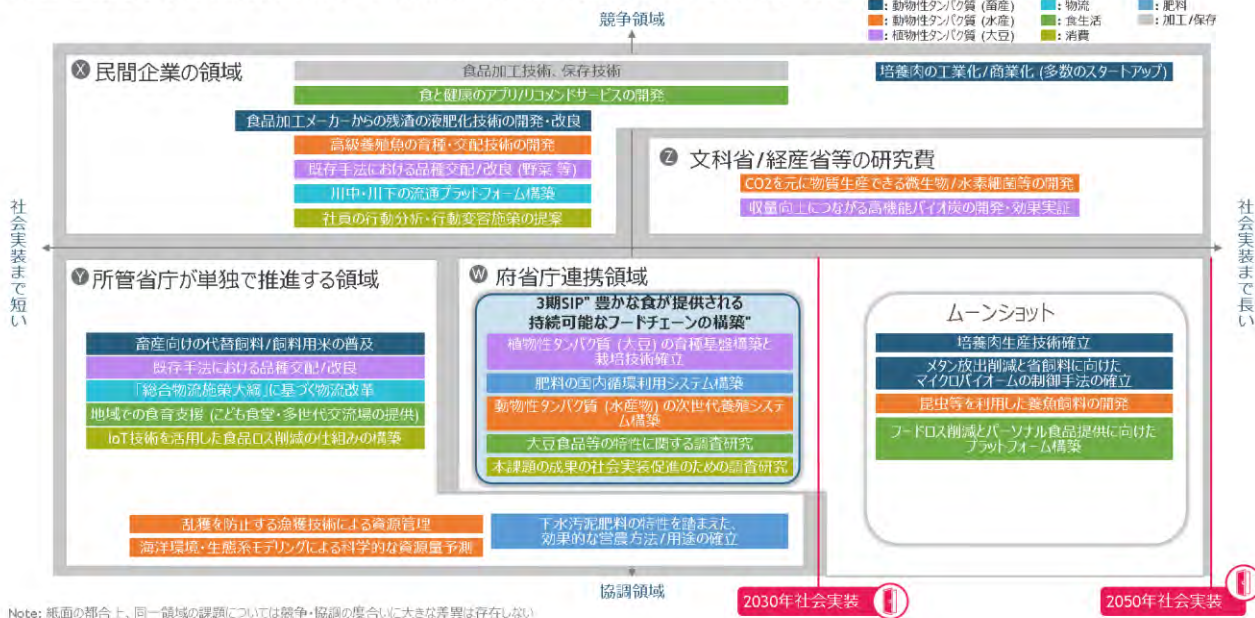 競争領域
: 動物性タンパク質 (畜産)
: 物流
: 肥料
: 動物性タンパク質 (水産)
: 食生活
: 加工/保存
: 植物性タンパク質 (大豆)
: 消費
X 民間企業の領域
食品加工技術、保存技術
培養肉の工業化/商業化 (多数のスタートアップ)
食と健康のアプリ/リコメンドサービスの開発
食品加工メーカーからの残渣の液肥化技術の開発・改良
高級養殖魚の育種・交配技術の開発
既存手法における品種交配/改良 (野菜 等)
川中・川下の流通プラットフォーム構築
社員の行動分析・行動変容施策の提案
Z 文科省/経産省等の研究費
CO2を元に物質生産できる微生物/水素細菌等の開発
収量向上につながる高機能バイオ炭の開発・効果実証
社会実装まで短い
社会実装まで長い
Y 所管省庁が単独で推進する領域
畜産向けの代替飼料/飼料用米の普及
既存手法における品種交配/改良
「総合物流施策大綱」に基づく物流改革
地域での食育支援 (こども食堂・多世代交流場の提供)
IoT技術を活用した食品ロス削減の仕組みの構築
乱獲を防止する漁獲技術による資源管理
海洋環境・生態系モデリングによる科学的な資源量予測
W 府省庁連携領域
3期SIP" 豊かな食が提供される
持続可能なフードチェーンの構築"
植物性タンパク質 (大豆) の育種基盤構築と
栽培技術確立
肥料の国内循環利用システム構築
動物性タンパク質 (水産物) の次世代養殖システ
ム構築
大豆食品等の特性に関する調査研究
本課題の成果の社会実装促進のための調査研究
下水汚泥肥料の特性を踏まえた、
効果的な営農方法/用途の確立
ムーンショット
培養肉生産技術確立
メタン放出削減と省飼料に向けた
マイクロバイオームの制御手法の確立
昆虫等を利用した養魚飼料の開発
フードロス削減とパーソナル食品提供に向けた
プラットフォーム構築
協調領域
2030年社会実装
2050年社会実装
Note: 紙面の都合上、同一領域の課題については競争・協調の度合いに大きな差異は存在しない